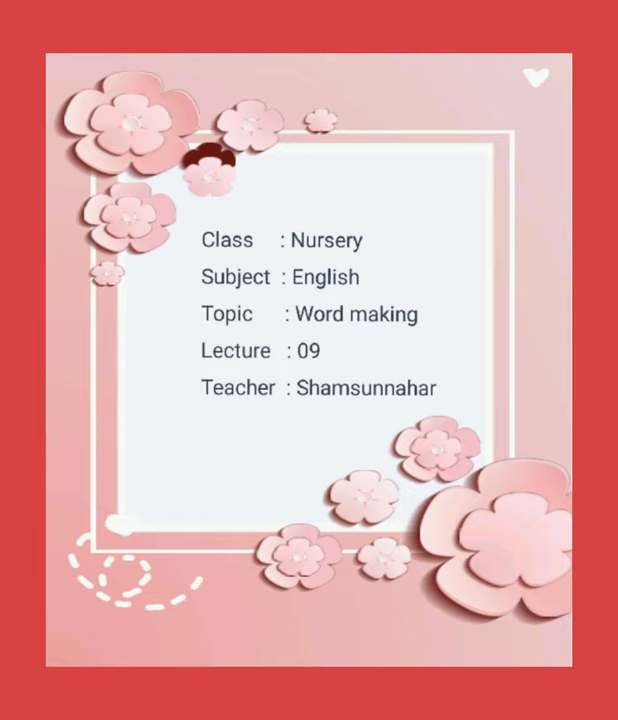 Class : Nursery
Subject : English
Topic : Word making
Lecture : 09
Teacher : Shamsunnahar